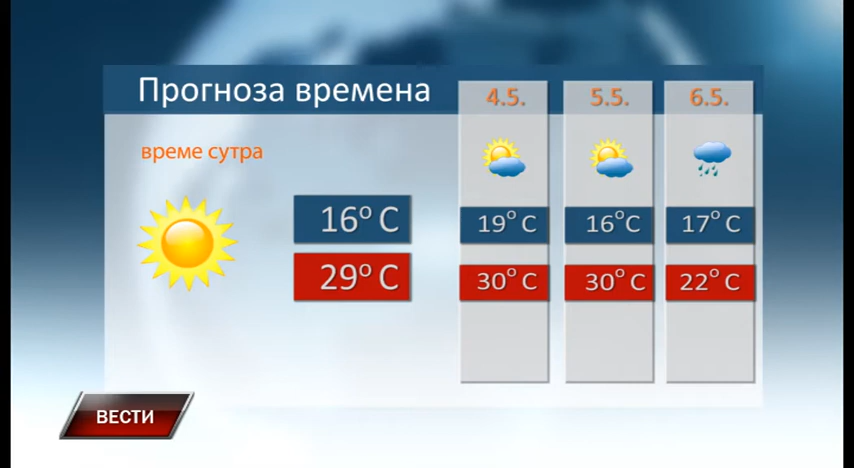 Прогноза времена
време сутра
16° C
29° C
4.5.
19° C
30° C
5.5.
16°C
30° C
6.5.
17° C
22° C
ВЕСТИ